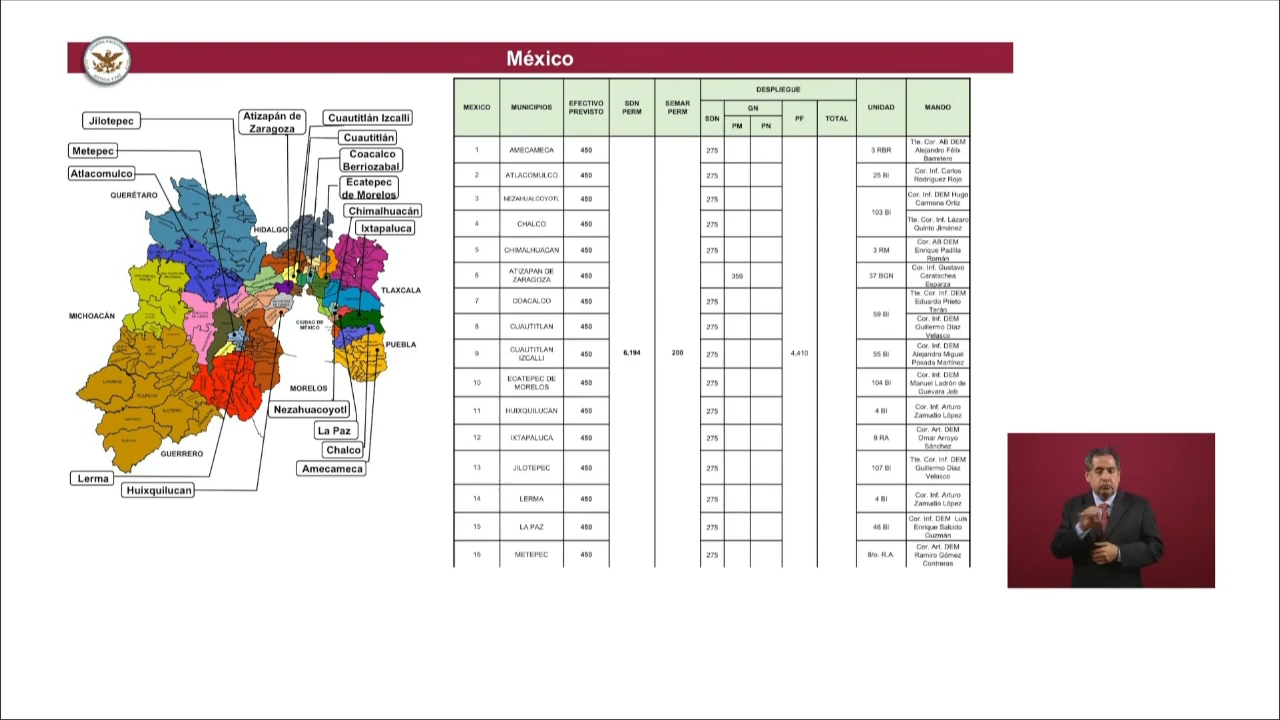 México
Jilotepec
Metepec
Atlacomulco
Atizapán de
Zaragoza
Cuautitlán Izcalli
Cuautitlán
Coacalco
Berriozabal
Ecatepec
de Morelos
Chimalhuacán
Ixtapaluca
QUERÉTARO
HIDALGO
TLAXCALA
MICHOACÁN
CIUDAD DE
MÉXICO
PUEBLA
MORELOS
Nezahuacoyotl
La Paz
Chalco
Amecameca
GUERRERO
Lerma
Huixquilucan
MEXICO MUNICIPIOS EFECTIVO PREVISTO SDN PERM SEMAR PERM DESPLIEGUE UNIDAD MANDO
SDN GN PF TOTAL
PM PN
1 AMECAMECA 450 275 3 RBR Tte. Cor. AB DEM Alejandro Félix Barretero
2 ATLACOMULCO 450 275 25 BI Cor. Inf. Carlos Rodríguez Rojo
3 NEZAHUALCOYOTL 450 275 103 BI Cor. Inf. DEM Hugo Carmona Ortiz
4 CHALCO 450 275 Tte. Cor. Inf. Lázaro Quinto Jiménez
5 CHIMALHUACAN 450 275 3 RM Cor. AB DEM Enrique Padilla Román
6 ATIZAPAN DE ZARAGOZA 450 359 37 BGN Cor. Inf. Gustavo Caratachea Esparza
7 COACALCO 450 275 59 BI Tte. Cor. Inf. DEM Eduardo Prieto Terán
8 CUAUTITLAN 450 275 Cor. Inf. DEM Guillermo Diaz Velasco
9 CUAUTITLAN IZCALLI 450 6,194 200 275 4,410 55 BI Cor. Inf. DEM Alejandro Miguel Posada Martínez
10 ECATEPEC DE MORELOS 450 275 104 BI Cor. Inf. DEM Manuel Ladrón de Guevara Job
11 HUIXQUILUCAN 450 275 4 BI Cor. Inf. Arturo Zamudio López
12 IXTAPALUCA 450 275 9 RA Cor. Art. DEM Omar Arroyo Sánchez
13 JILOTEPEC 450 275 107 BI Tte. Cor. Inf. DEM Guillermo Diaz Velasco
14 LERMA 450 275 4 BI Cor. Inf. Arturo Zamudio López
15 LA PAZ 450 275 46 BI Cor. Inf. DEM Luis Enrique Salcido Guzmán
16 METEPEC 450 275 8/o. R.A. Cor. Art. DEM Ramiro Gómez Contreras